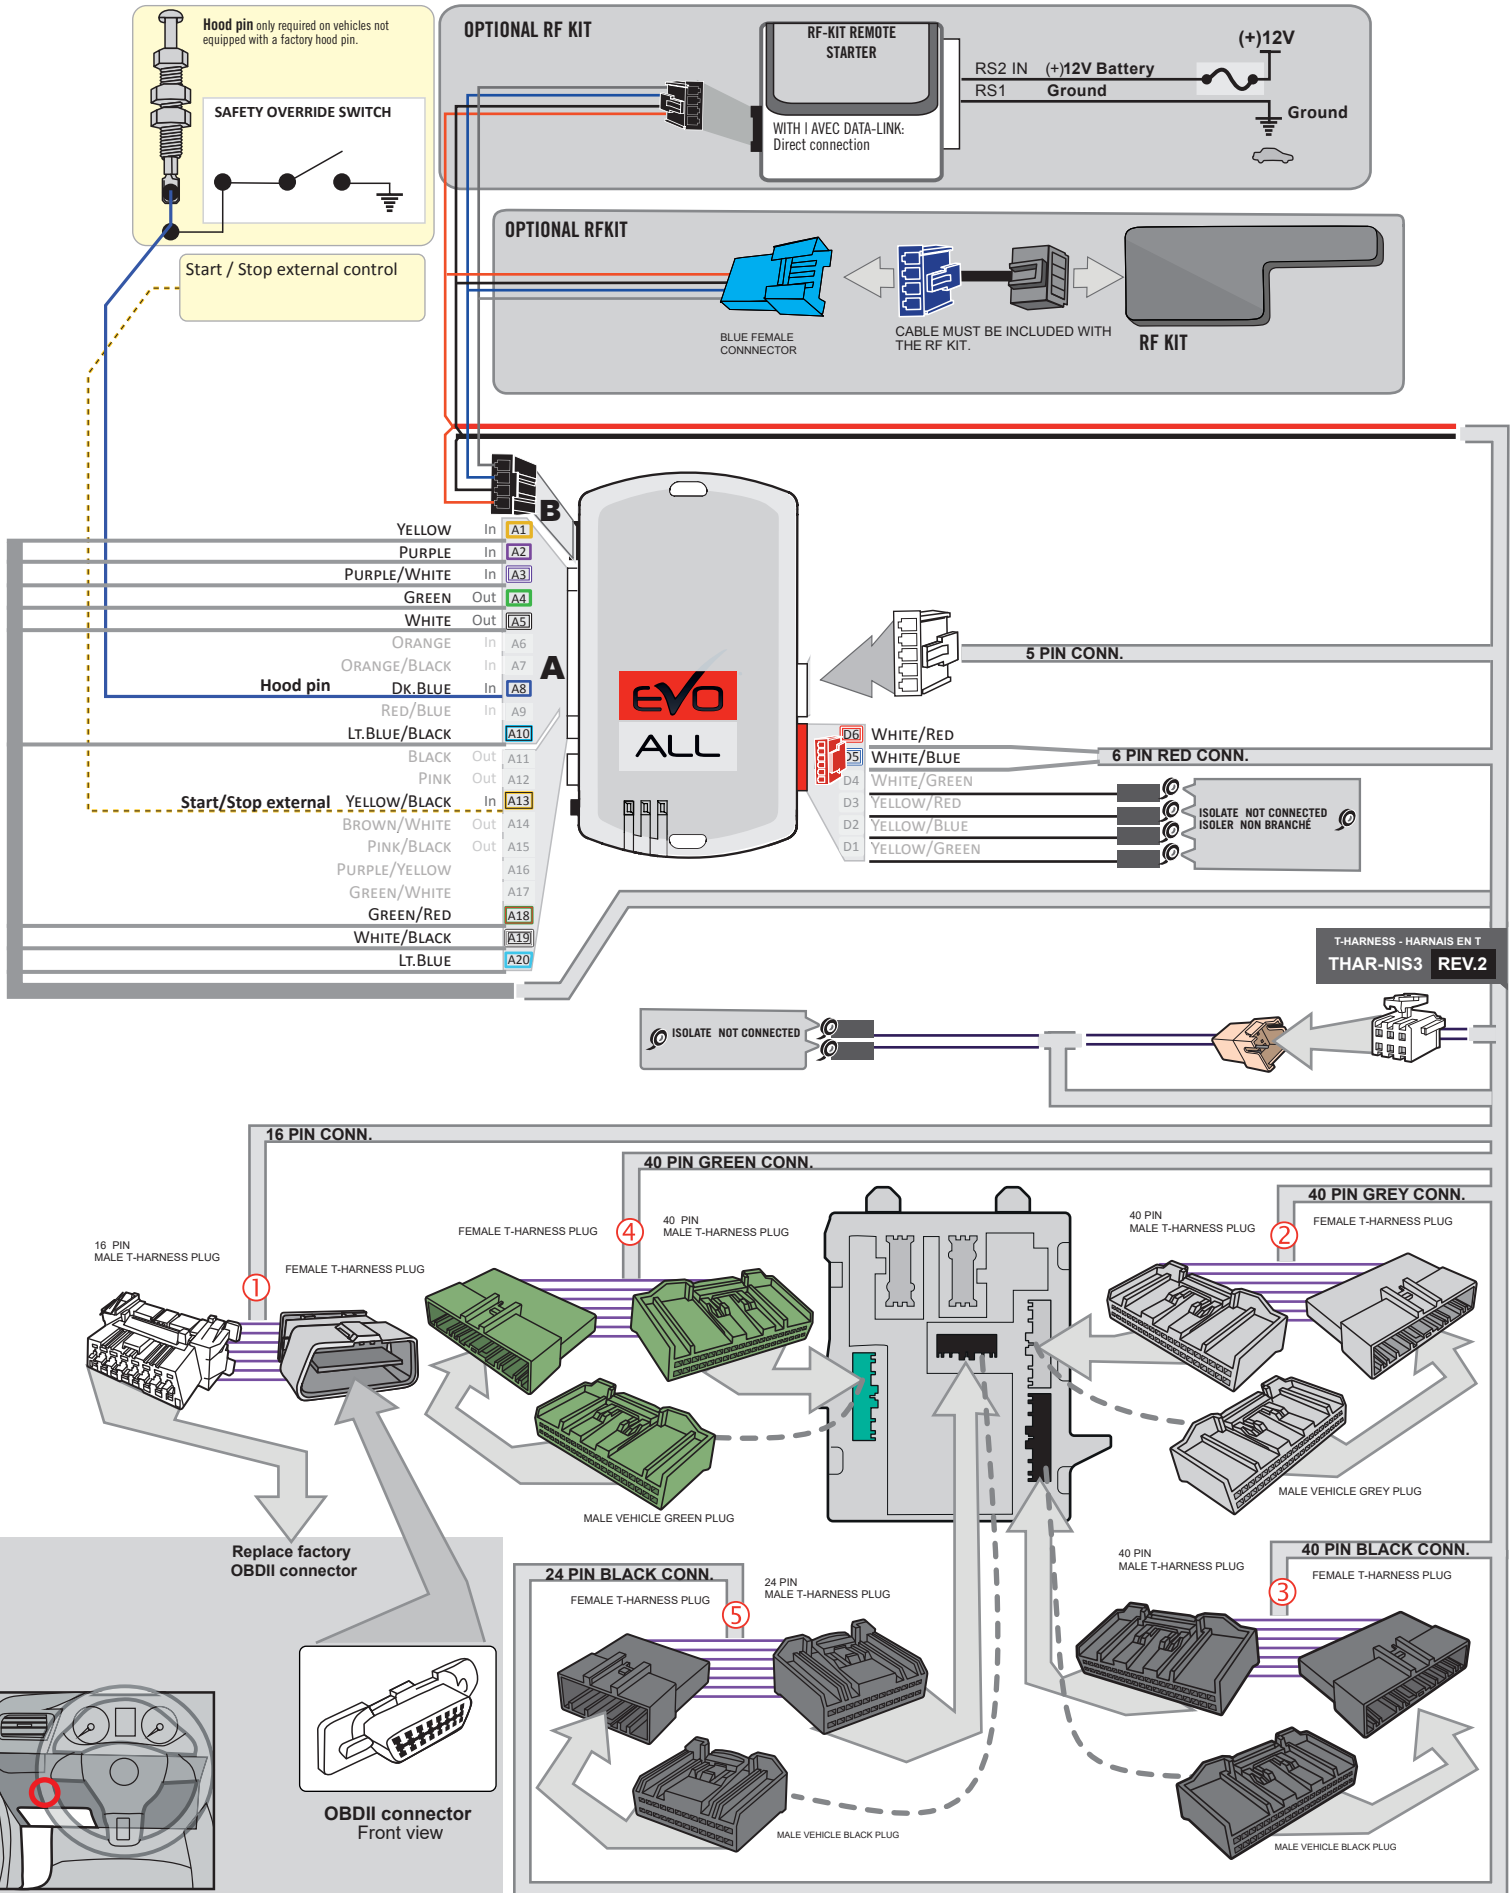 Hood pin only required on vehicles not
equipped with a factory hood pin.
SAFETY OVERRIDE SWITCH
Start / Stop external control
OPTIONAL RF KIT
RF-KIT REMOTE
STARTER
WITH | AVEC DATA-LINK:
Direct connection
RS2 IN (+)12V Battery
RS1 Ground
(+)12V
Ground
OPTIONAL RFKIT
BLUE FEMALE
CONNNECTOR
CABLE MUST BE INCLUDED WITH
THE RF KIT.
RF KIT
B
A
YELLOW In A1
PURPLE In A2
PURPLE/WHITE In A3
GREEN Out A4
WHITE Out A5
ORANGE In A6
ORANGE/BLACK In A7
Hood pin DK.BLUE In A8
RED/BLUE In A9
LT.BLUE/BLACK A10
BLACK Out A11
PINK Out A12
Start/Stop external YELLOW/BLACK In A13
BROWN/WHITE Out A14
PINK/BLACK Out A15
PURPLE/YELLOW A16
GREEN/WHITE A17
GREEN/RED A18
WHITE/BLACK A19
LT.BLUE A20
EVO
ALL
5 PIN CONN.
D6 WHITE/RED
D5 WHITE/BLUE
D4 WHITE/GREEN
D3 YELLOW/RED
D2 YELLOW/BLUE
D1 YELLOW/GREEN
6 PIN RED CONN.
ISOLATE NOT CONNECTED
ISOLER NON BRANCHÉ
T-HARNESS - HARNAIS EN T
THAR-NIS3 REV.2
ISOLATE NOT CONNECTED
16 PIN CONN.
40 PIN GREEN CONN.
40 PIN GREY CONN.
16 PIN
MALE T-HARNESS PLUG
1
FEMALE T-HARNESS PLUG
FEMALE T-HARNESS PLUG
4
40 PIN
MALE T-HARNESS PLUG
40 PIN
MALE T-HARNESS PLUG
2
FEMALE T-HARNESS PLUG
MALE VEHICLE GREEN PLUG
MALE VEHICLE GREY PLUG
Replace factory
OBDII connector
24 PIN BLACK CONN.
FEMALE T-HARNESS PLUG
5
24 PIN
MALE T-HARNESS PLUG
40 PIN BLACK CONN.
40 PIN
MALE T-HARNESS PLUG
3
FEMALE T-HARNESS PLUG
OBDII connector
Front view
MALE VEHICLE BLACK PLUG
MALE VEHICLE BLACK PLUG